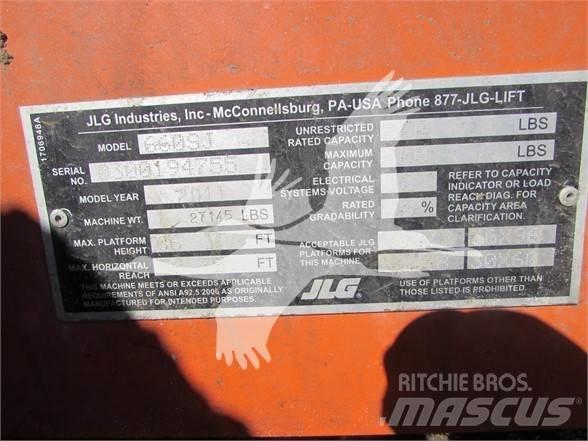 JLG Industries, Inc - McConnellsburg, PA-USA Phone 877-JLG-LIFT
1706948A
MODEL 660SJ
SERIAL NO. 0300194755
MODEL YEAR 2011
MACHINE WT. 27145 LBS
MAX. PLATFORM HEIGHT FT
MAX. HORIZONTAL REACH FT
THIS MACHINE MEETS OR EXCEEDS APPLICABLE
REQUIREMENTS OF ANSI A92.5 2006 AS ORIGINALLY
MANUFACTURED FOR INTENDED PURPOSES.
UNRESTRICTED
RATED CAPACITY LBS
MAXIMUM
CAPACITY LBS
ELECTRICAL
SYSTEMS VOLTAGE
RATED
GRADABILITY %
REFER TO CAPACITY
INDICATOR OR LOAD
REACH DIAG. FOR
CAPACITY AREA
CLARIFICATION.
ACCEPTABLE JLG
PLATFORMS FOR
THIS MACHINE
JLG
USE OF PLATFORMS OTHER THAN
THOSE LISTED IS PROHIBITED.
RITCHIE BROS.
MASCUS